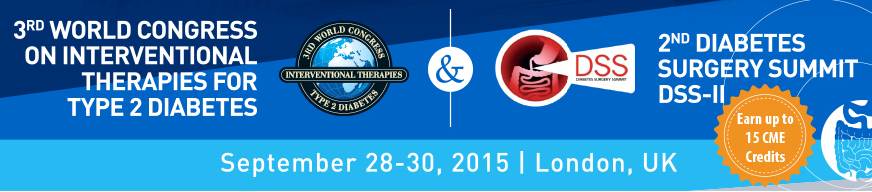 3RD WORLD CONGRESS
ON INTERVENTIONAL
THERAPIES FOR
TYPE 2 DIABETES
3RD WORLD CONGRESS
INTERVENTIONAL THERAPIES
TYPE 2 DIABETES
&
DSS
DIABETES SURGERY SUMMIT
2ND DIABETES
SURGERY SUMMIT
DSS-II
Earn up to
15 CME
Credits
September 28-30, 2015 | London, UK